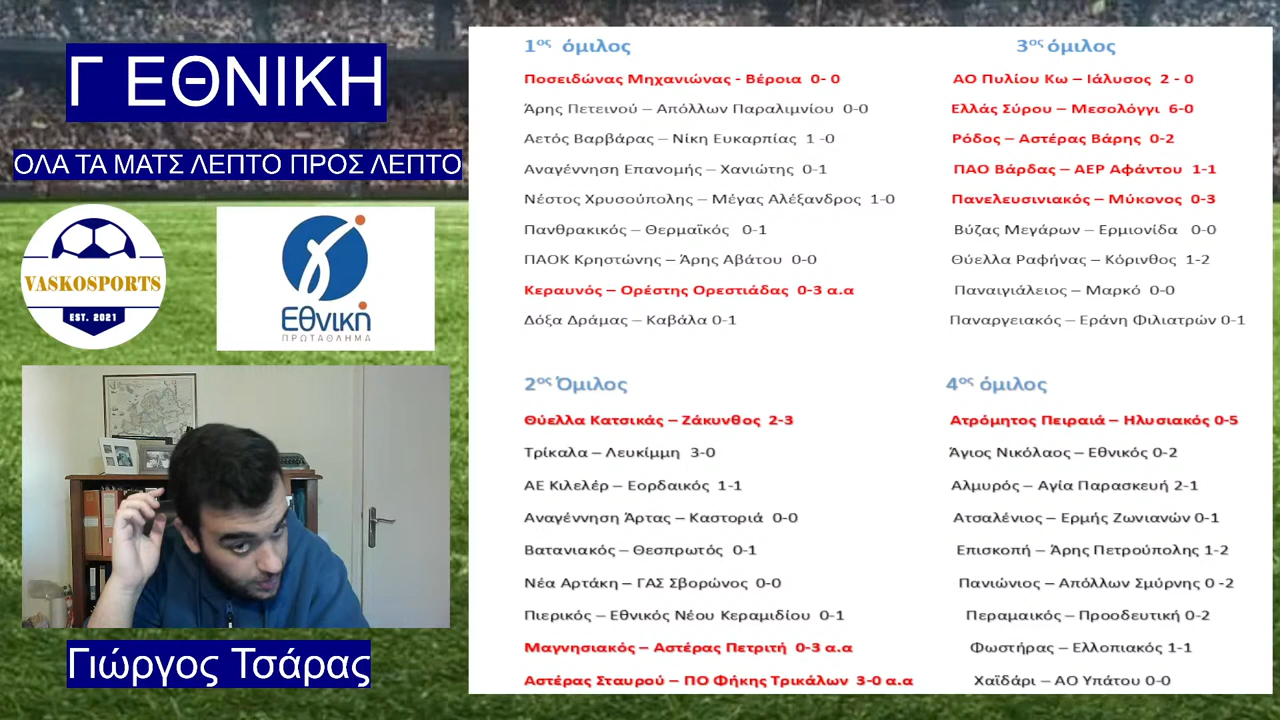 Γ ΕΘΝΙΚΗ
ΟΛΑ ΤΑ ΜΑΤΣ ΛΕΠΤΟ ΠΡΟΣ ΛΕΠΤΟ
VASKOSPORTS
EST. 2021
γ
Εθνική
ΠΡΩΤΑΘΛΗΜΑ
Γιώργος Τσάρας
1ος όμιλος
Ποσειδώνας Μηχανιώνας - Βέροια 0- 0
Άρης Πετεινού – Απόλλων Παραλιμνίου 0-0
Αετός Βαρβάρας – Νίκη Ευκαρπίας 1 -0
Αναγέννηση Επανομής – Χανιώτης 0-1
Νέστος Χρυσούπολης – Μέγας Αλέξανδρος 1-0
Πανθρακικός – Θερμαϊκός 0-1
ΠΑΟΚ Κρηστώνης – Άρης Αβάτου 0-0
Κεραυνός – Ορέστης Ορεστιάδας 0-3 α.α
Δόξα Δράμας – Καβάλα 0-1
3ος όμιλος
ΑΟ Πυλίου Κω – Ιάλυσος 2 - 0
Ελλάς Σύρου – Μεσολόγγι 6-0
Ρόδος – Αστέρας Βάρης 0-2
ΠΑΟ Βάρδας – ΑΕΡ Αφάντου 1-1
Πανελευσινιακός – Μύκονος 0-3
Βύζας Μεγάρων – Ερμιονίδα 0-0
Θύελλα Ραφήνας – Κόρινθος 1-2
Παναιγιάλειος – Μαρκό 0-0
Παναργειακός – Εράνη Φιλιατρών 0-1
2ος Όμιλος
Θύελλα Κατσικάς – Ζάκυνθος 2-3
Τρίκαλα – Λευκίμμη 3-0
ΑΕ Κιλελέρ – Εορδαικός 1-1
Αναγέννηση Άρτας – Καστοριά 0-0
Βατανιακός – Θεσπρωτός 0-1
Νέα Αρτάκη – ΓΑΣ Σβορώνος 0-0
Πιερικός – Εθνικός Νέου Κεραμιδίου 0-1
Μαγνησιακός – Αστέρας Πετριτή 0-3 α.α
Αστέρας Σταυρού – ΠΟ Φήκης Τρικάλων 3-0 α.α
4ος όμιλος
Ατρόμητος Πειραιά – Ηλυσιακός 0-5
Άγιος Νικόλαος – Εθνικός 0-2
Αλμυρός – Αγία Παρασκευή 2-1
Ατσαλένιος – Ερμής Ζωνιανών 0-1
Επισκοπή – Άρης Πετρούπολης 1-2
Πανιώνιος – Απόλλων Σμύρνης 0 -2
Περαμαικός – Προοδευτική 0-2
Φωστήρας – Ελλοπιακός 1-1
Χαϊδάρι – ΑΟ Υπάτου 0-0